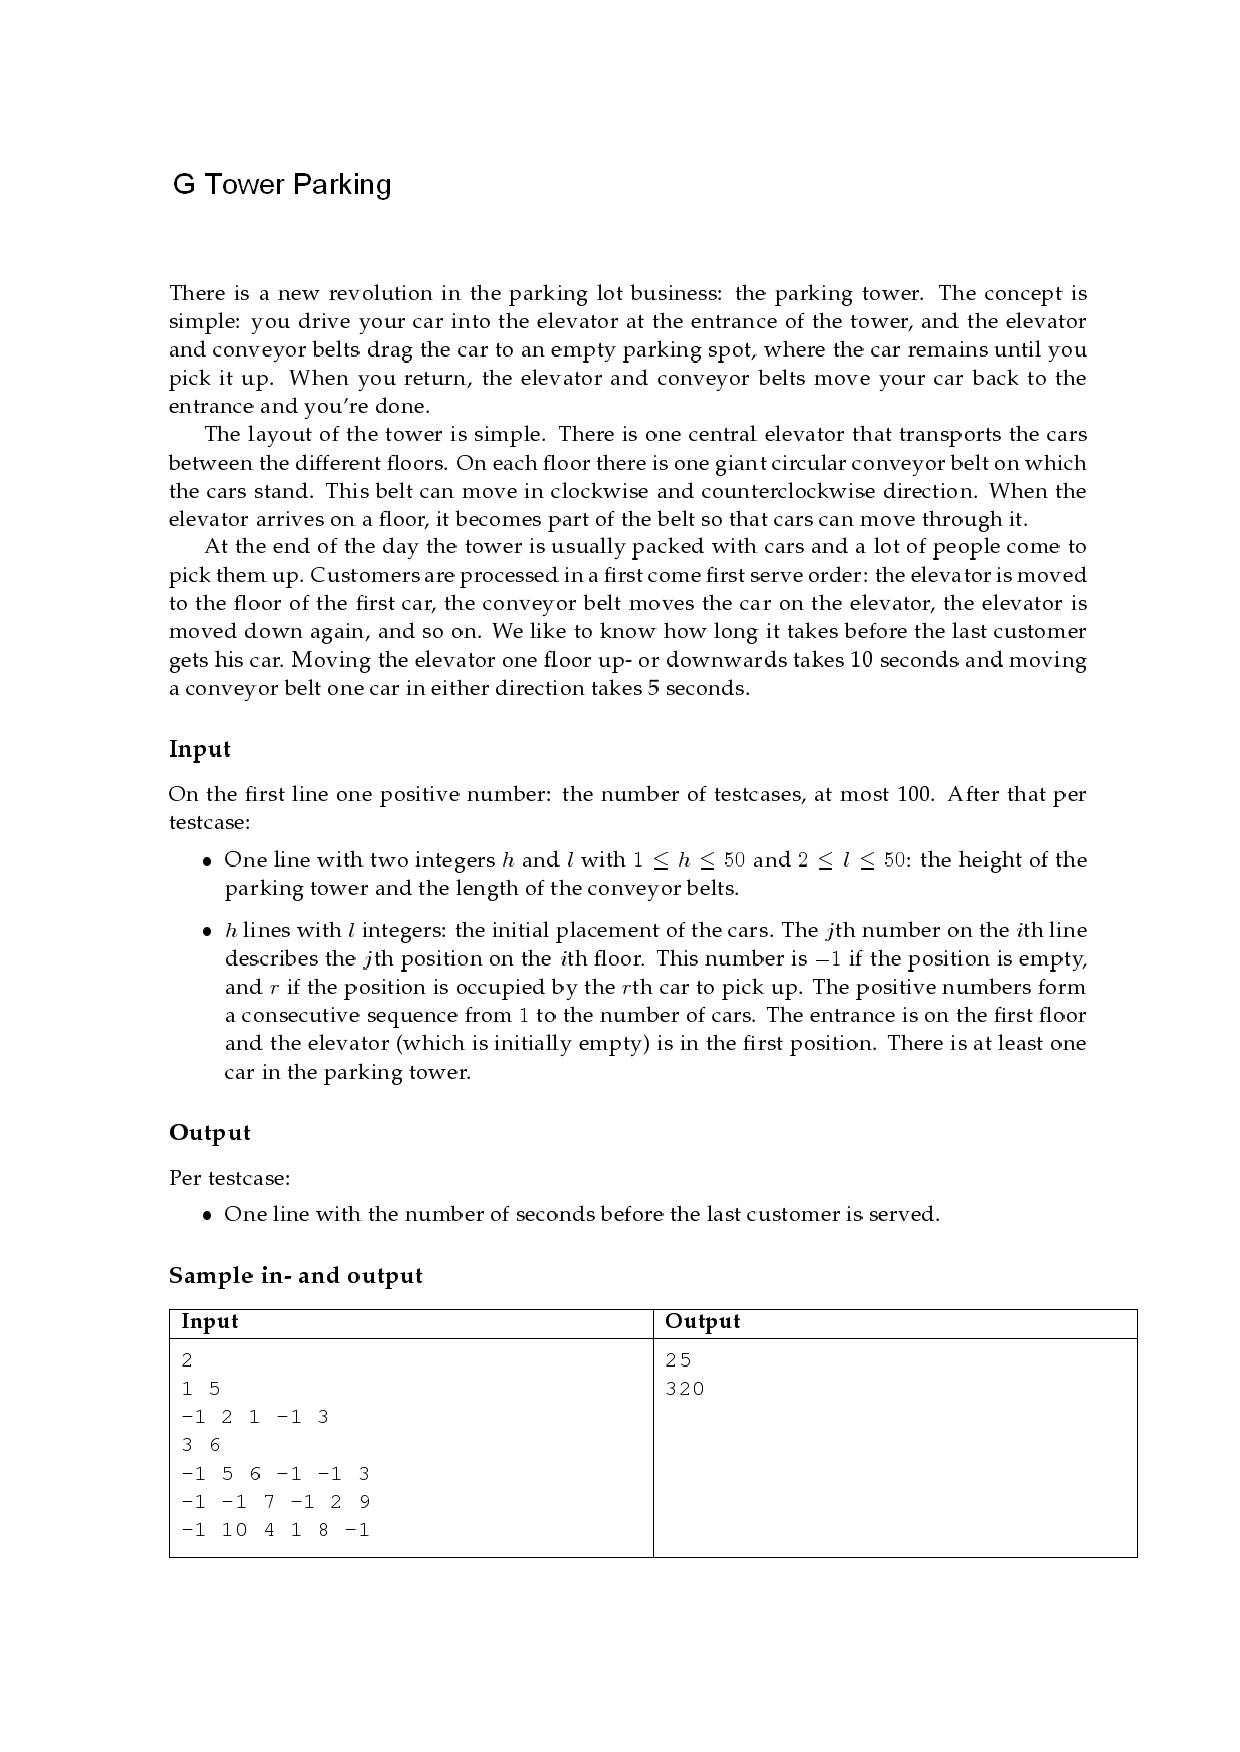 G Tower Parking
There is a new revolution in the parking lot business: the parking tower. The concept is
simple: you drive your car into the elevator at the entrance of the tower, and the elevator
and conveyor belts drag the car to an empty parking spot, where the car remains until you
pick it up. When you return, the elevator and conveyor belts move your car back to the
entrance and you're done.
The layout of the tower is simple. There is one central elevator that transports the cars
between the different floors. On each floor there is one giant circular conveyor belt on which
the cars stand. This belt can move in clockwise and counterclockwise direction. When the
elevator arrives on a floor, it becomes part of the belt so that cars can move through it.
At the end of the day the tower is usually packed with cars and a lot of people come to
pick them up. Customers are processed in a first come first serve order: the elevator is moved
to the floor of the first car, the conveyor belt moves the car on the elevator, the elevator is
moved down again, and so on. We like to know how long it takes before the last customer
gets his car. Moving the elevator one floor up- or downwards takes 10 seconds and moving
a conveyor belt one car in either direction takes 5 seconds.
Input
On the first line one positive number: the number of testcases, at most 100. After that per
testcase:
• One line with two integers h and l with 1 ≤ h ≤ 50 and 2 ≤ l ≤ 50: the height of the
parking tower and the length of the conveyor belts.
• h lines with l integers: the initial placement of the cars. The jth number on the ith line
describes the jth position on the ith floor. This number is −1 if the position is empty,
and r if the position is occupied by the rth car to pick up. The positive numbers form
a consecutive sequence from 1 to the number of cars. The entrance is on the first floor
and the elevator (which is initially empty) is in the first position. There is at least one
car in the parking tower.
Output
Per testcase:
• One line with the number of seconds before the last customer is served.
Sample in- and output
Input Output
2 25
1 5 320
-1 2 1 -1 3
3 6
-1 5 6 -1 -1 3
-1 -1 7 -1 2 9
-1 10 4 1 8 -1